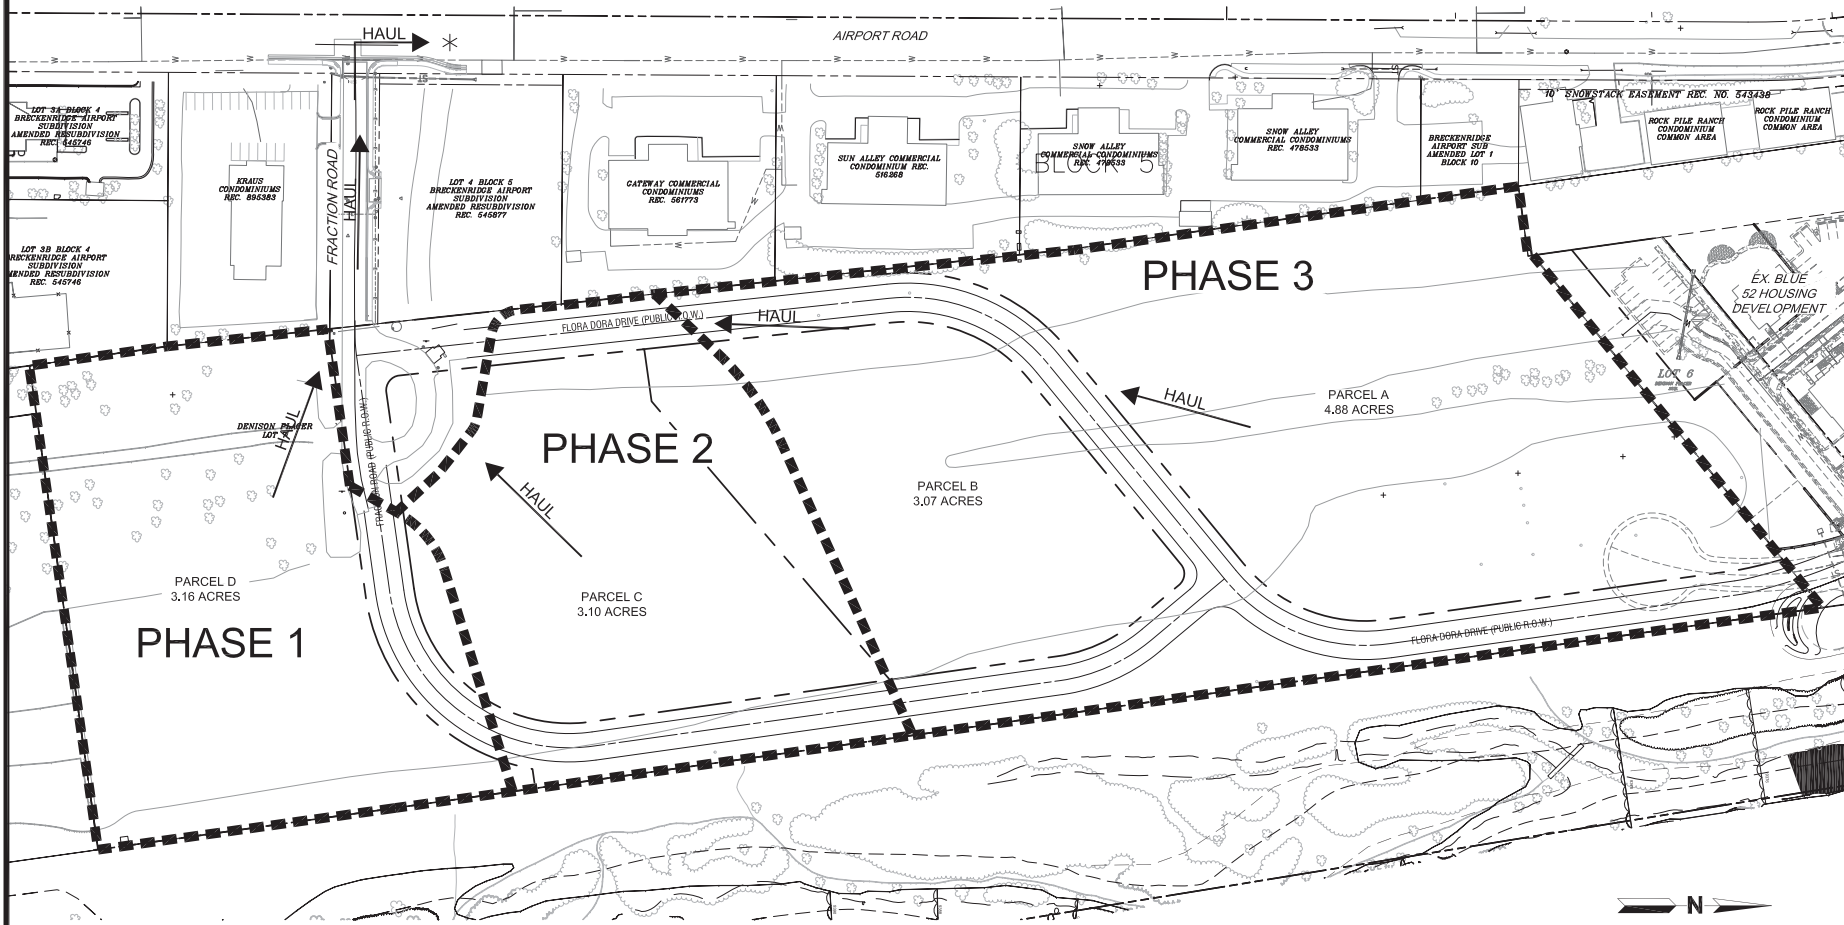 HAUL
AIRPORT ROAD
LOT 3A BLOCK 4
BRECKENRIDGE AIRPORT
SUBDIVISION
AMENDED RESUBDIVISION
REC. 545746
KRAUS
CONDOMINIUMS
REC. 895383
FRACTION ROAD
HAUL
LOT 4 BLOCK 5
BRECKENRIDGE AIRPORT
SUBDIVISION
AMENDED RESUBDIVISION
REC. 545877
GATEWAY COMMERCIAL
CONDOMINIUMS
REC. 561773
SUN ALLEY COMMERCIAL
CONDOMINIUM REC.
516268
SNOW ALLEY
COMMERCIAL CONDOMINIUMS
REC. 478533
BLOCK 5
SNOW ALLEY
COMMERCIAL CONDOMINIUMS
REC. 478533
10' SNOWSTACK EASEMENT REC. NO. 543438
BRECKENRIDGE
AIRPORT SUB
AMENDED LOT 1
BLOCK 10
ROCK PILE RANCH
CONDOMINIUM
COMMON AREA
ROCK PILE RANCH
CONDOMINIUM
COMMON AREA
LOT 3B BLOCK 4
RECKENRIDGE AIRPORT
SUBDIVISION
MENDED RESUBDIVISION
REC. 545746
PHASE 3
EX. BLUE
52 HOUSING
DEVELOPMENT
LOT 6
FLORA DORA DRIVE (PUBLIC R.O.W.)
HAUL
HAUL
PARCEL A
4.88 ACRES
DENISON PLACER
LOT
HAUL
FRACTION ROAD (PUBLIC R.O.W.)
PHASE 2
HAUL
PARCEL B
3.07 ACRES
PARCEL D
3.16 ACRES
PARCEL C
3.10 ACRES
PHASE 1
FLORA DORA DRIVE (PUBLIC R.O.W.)
N